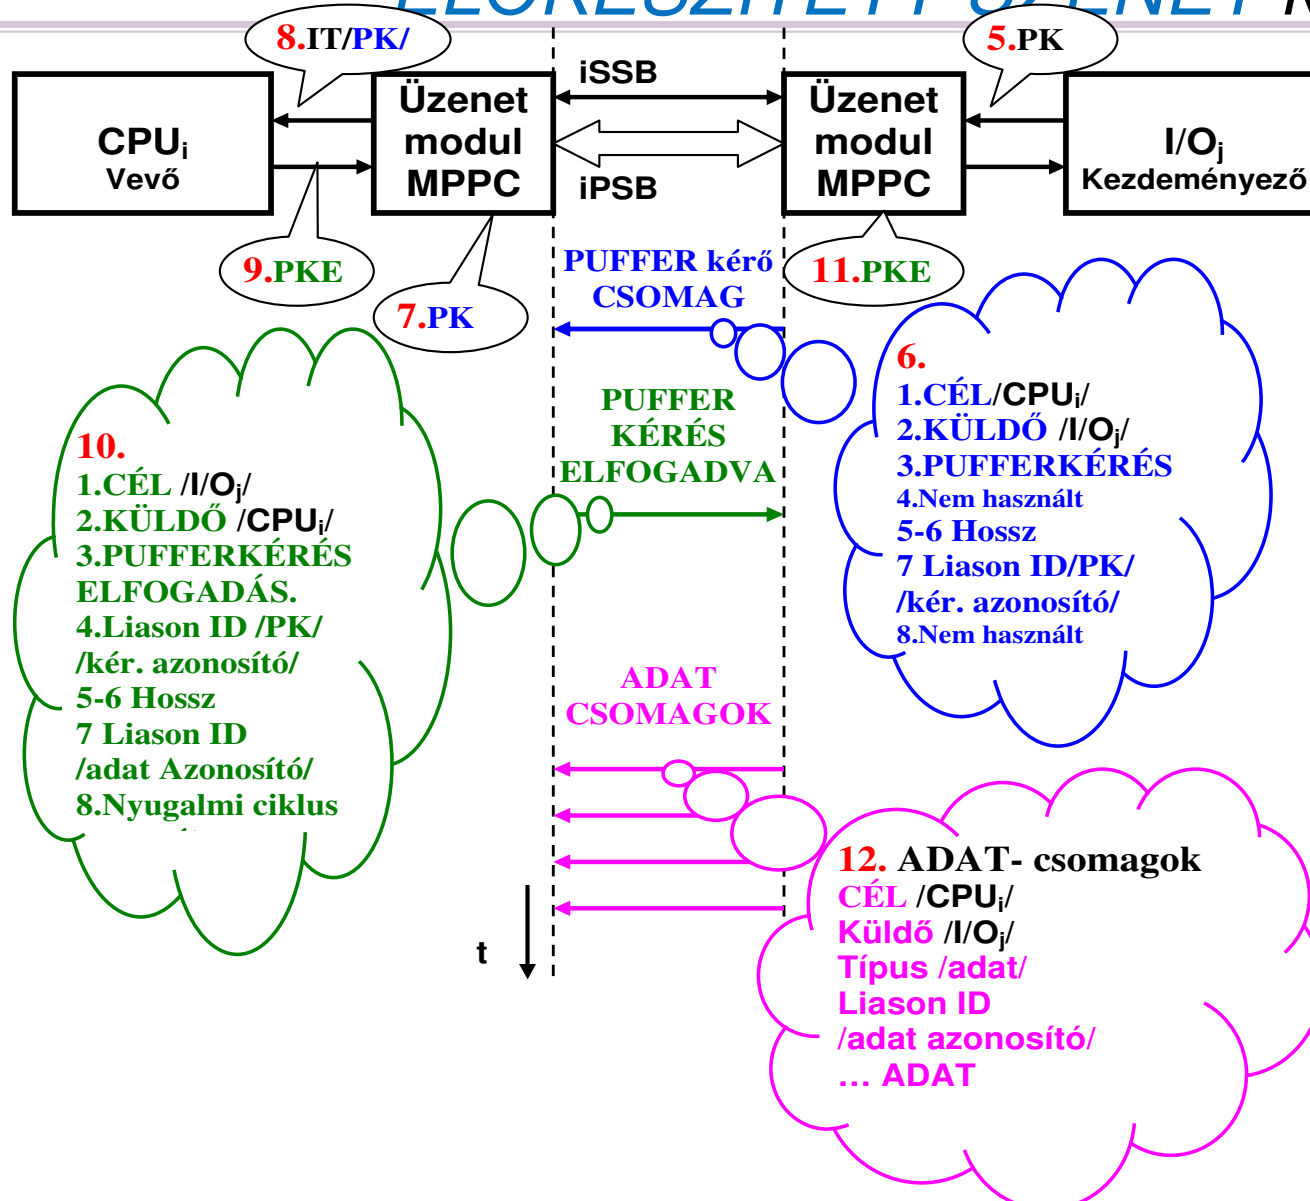 ELŐKÉSZÍTETT ÜZENET
8.IT/PK/
5.PK
iSSB
CPUi
Vevő
Üzenet
modul
MPPC
iPSB
Üzenet
modul
MPPC
I/Oj
Kezdeményező
9.PKE
7.PK
11.PKE
PUFFER kérő
CSOMAG
6.
1.CÉL/CPUi/
2.KÜLDŐ /I/Oj/
3.PUFFERKÉRÉS
4.Nem használt
5-6 Hossz
7 Liason ID/PK/
/kér. azonosító/
8.Nem használt
PUFFER
KÉRÉS
ELFOGADVA
10.
1.CÉL /I/Oj/
2.KÜLDŐ /CPUi/
3.PUFFERKÉRÉS
ELFOGADÁS.
4.Liason ID /PK/
/kér. azonosító/
5-6 Hossz
7 Liason ID
/adat Azonosító/
8.Nyugalmi ciklus
ADAT
CSOMAGOK
12. ADAT- csomagok
CÉL /CPUi/
Küldő /I/Oj/
Típus /adat/
Liason ID
/adat azonosító/
... ADAT
t